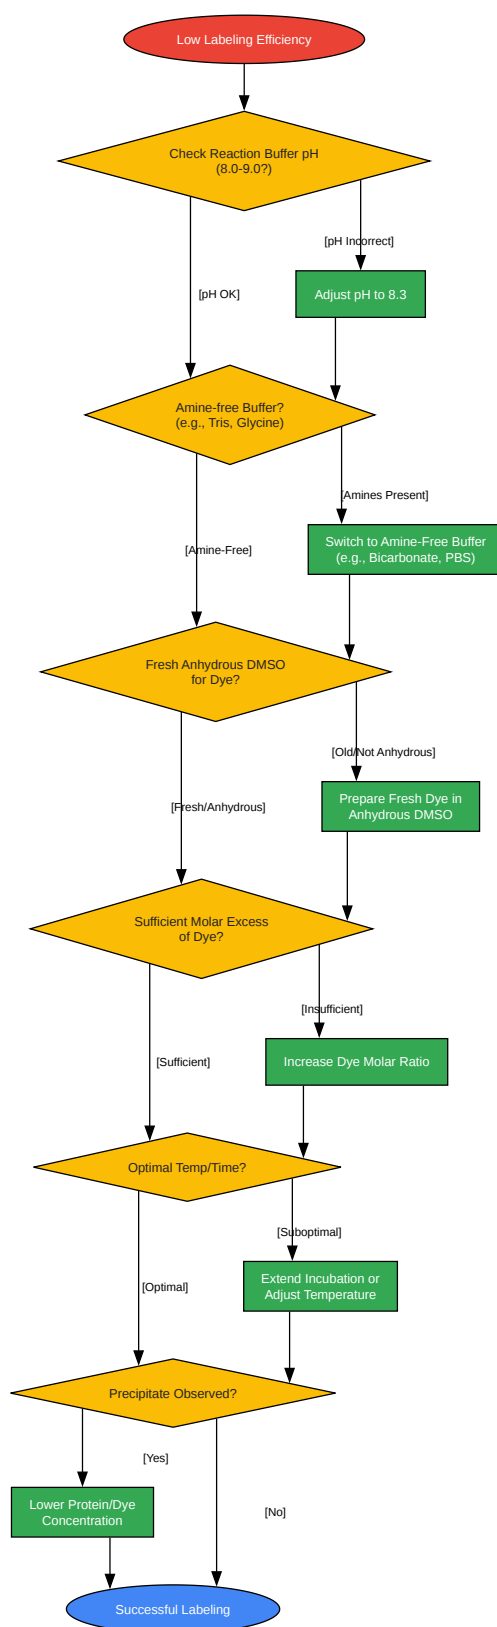 Low Labeling Efficiency
Check Reaction Buffer pH
(8.0-9.0?)
[pH Incorrect]
[pH OK]
Adjust pH to 8.3
Amine-free Buffer?
(e.g., Tris, Glycine)
[Amines Present]
[Amine-Free]
Switch to Amine-Free Buffer
(e.g., Bicarbonate, PBS)
Fresh Anhydrous DMSO
for Dye?
[Old/Not Anhydrous]
[Fresh/Anhydrous]
Prepare Fresh Dye in
Anhydrous DMSO
Sufficient Molar Excess
of Dye?
[Insufficient]
[Sufficient]
Increase Dye Molar Ratio
Optimal Temp/Time?
[Suboptimal]
[Optimal]
Extend Incubation or
Adjust Temperature
Precipitate Observed?
[Yes]
[No]
Lower Protein/Dye
Concentration
Successful Labeling